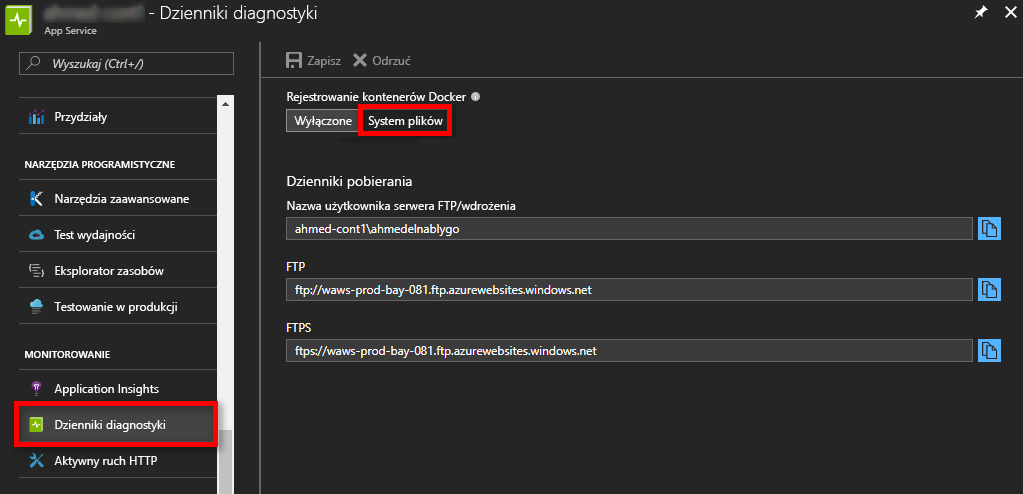 - Dzienniki diagnostyki
App Service
Wyszukaj (Ctrl+/)
Przydziały
NARZĘDZIA PROGRAMISTYCZNE
Narzędzia zaawansowane
Test wydajności
Eksplorator zasobów
Testowanie w produkcji
MONITOROWANIE
Application Insights
Dzienniki diagnostyki
Aktywny ruch HTTP
Zapisz Odrzuć
Rejestrowanie kontenerów Docker
Wyłączone System plików
Dzienniki pobierania
Nazwa użytkownika serwera FTP/wdrożenia
ahmed-cont1\ahmedelnablygo
FTP
ftp://waws-prod-bay-081.ftp.azurewebsites.windows.net
FTPS
ftps://waws-prod-bay-081.ftp.azurewebsites.windows.net